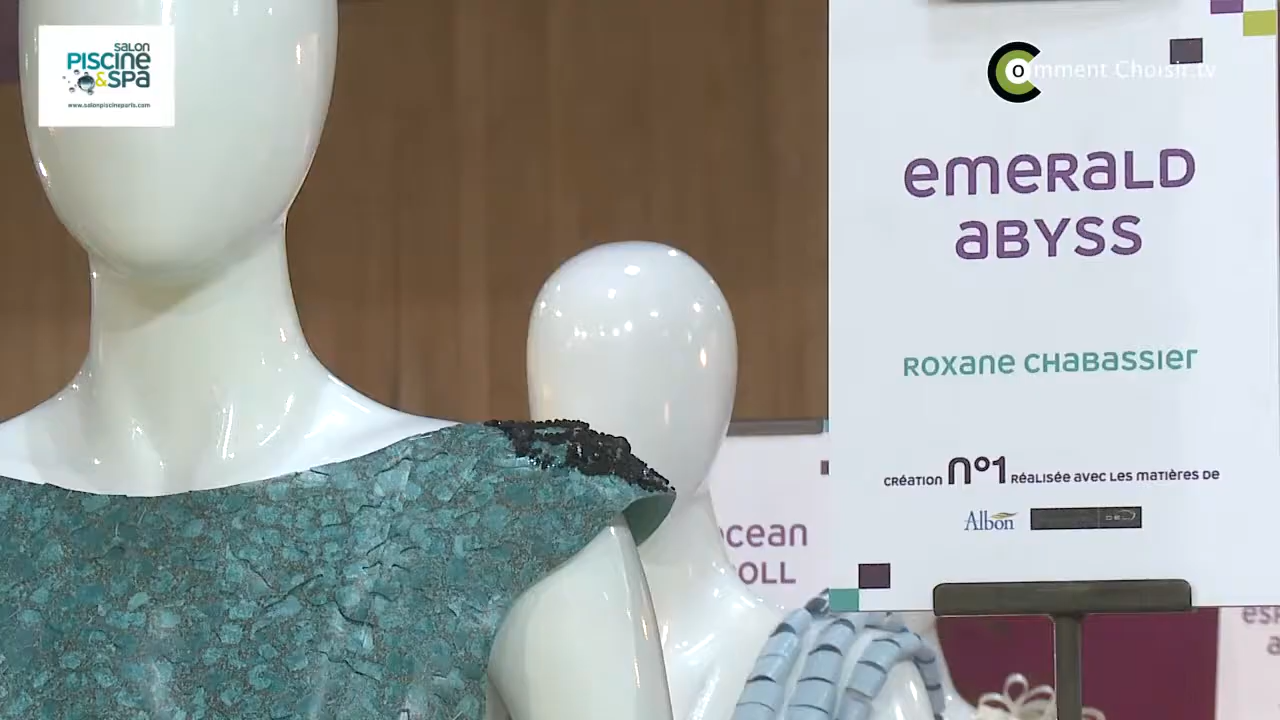 SALON
PISCINE
&SPA
www.salonpiscineparis.com
Comment-Choisir.tv
emeRaLD
aBYSS
ROXane CHaBassier
CRÉATION n°1 RÉALISÉE avec Les matières de
Albon
ocean
OLL